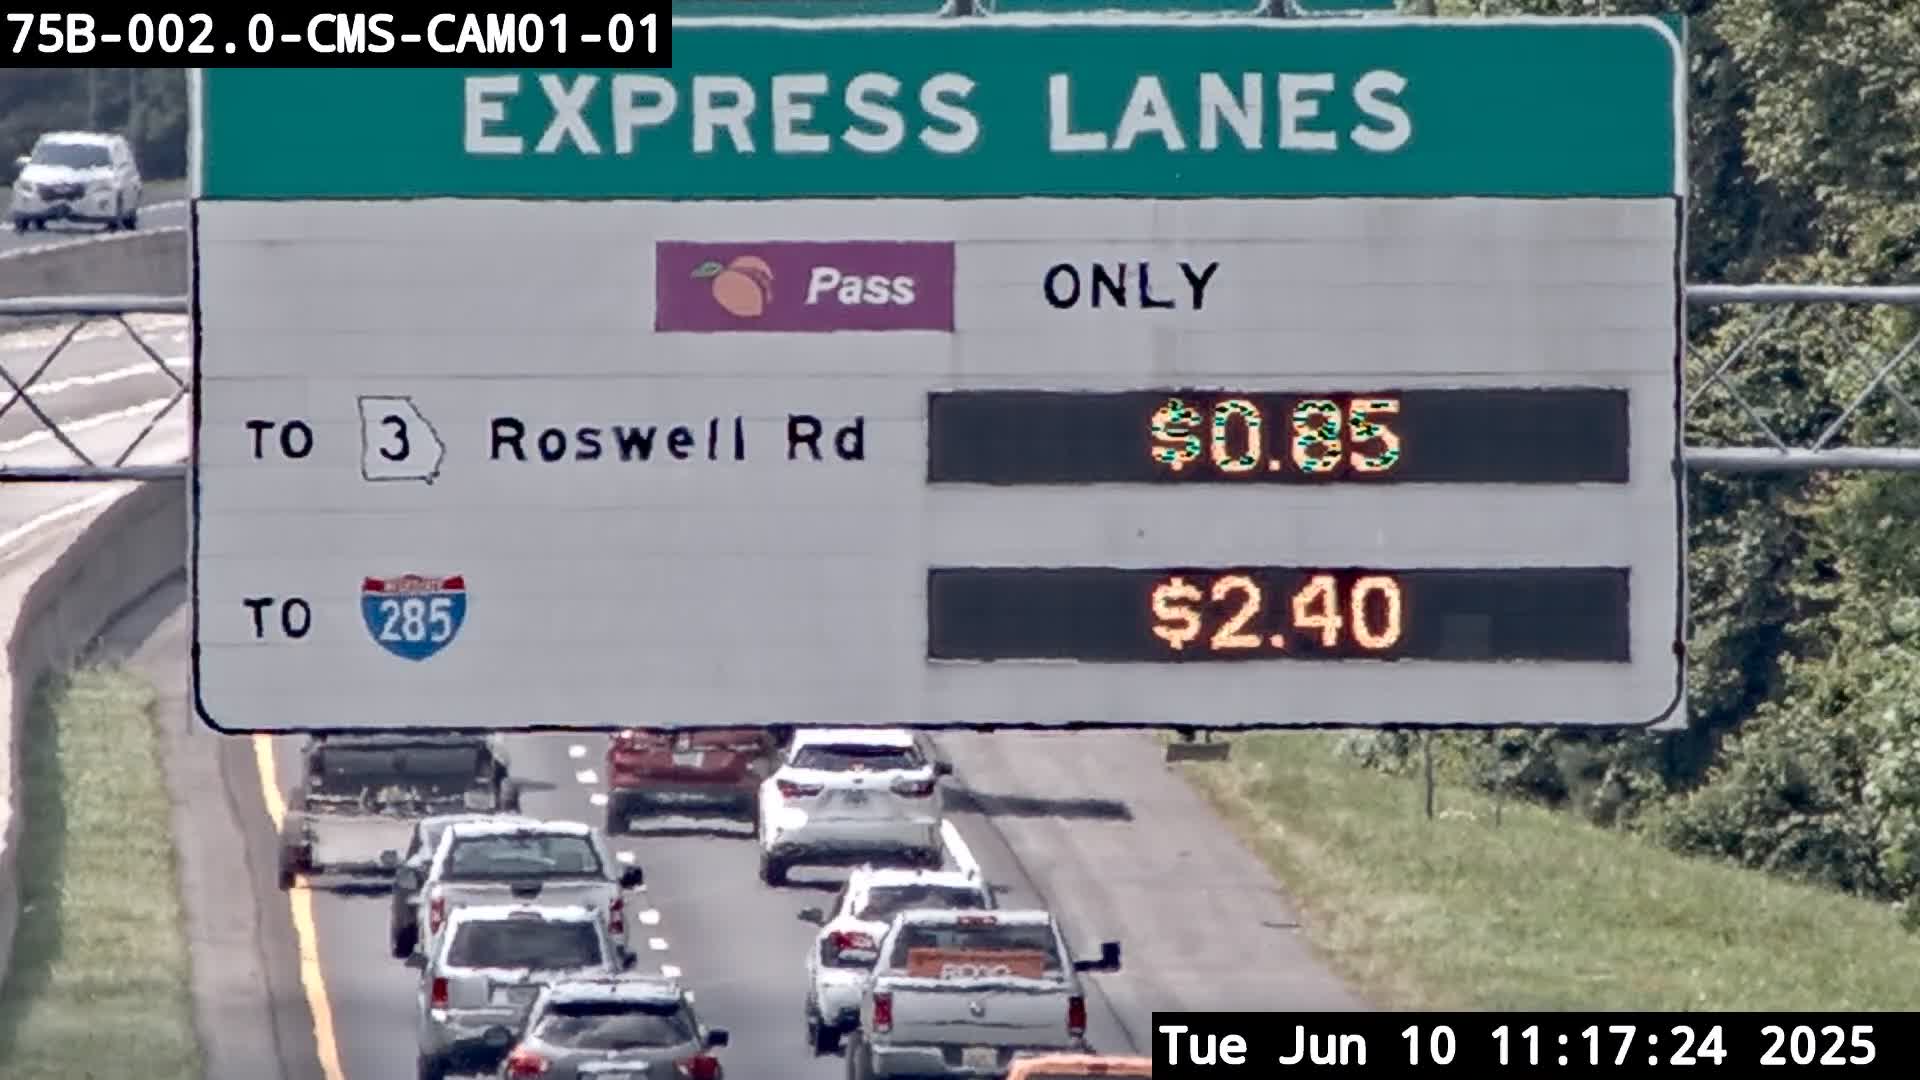 75B-002.0-CMS-CAM01-01
EXPRESS LANES
Pass ONLY
TO 3 Roswell Rd $0.85
INTERSTATE
TO 285 $2.40
Tue Jun 10 11:17:24 2025